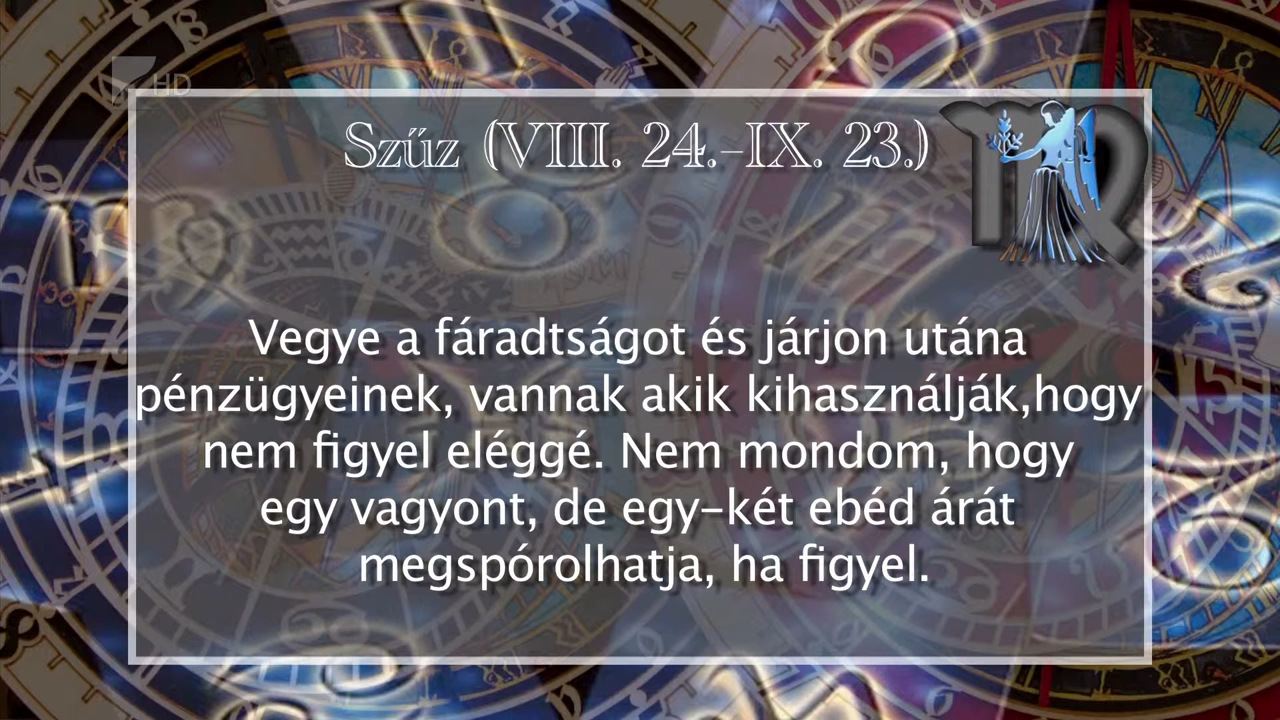 HD
Szűz (VIII. 24.-IX. 23.)
Vegye a fáradtságot és járjon utána
pénzügyeinek, vannak akik kihasználják,hogy
nem figyel eléggé. Nem mondom, hogy
egy vagyont, de egy-két ebéd árát
megspórolhatja, ha figyel.